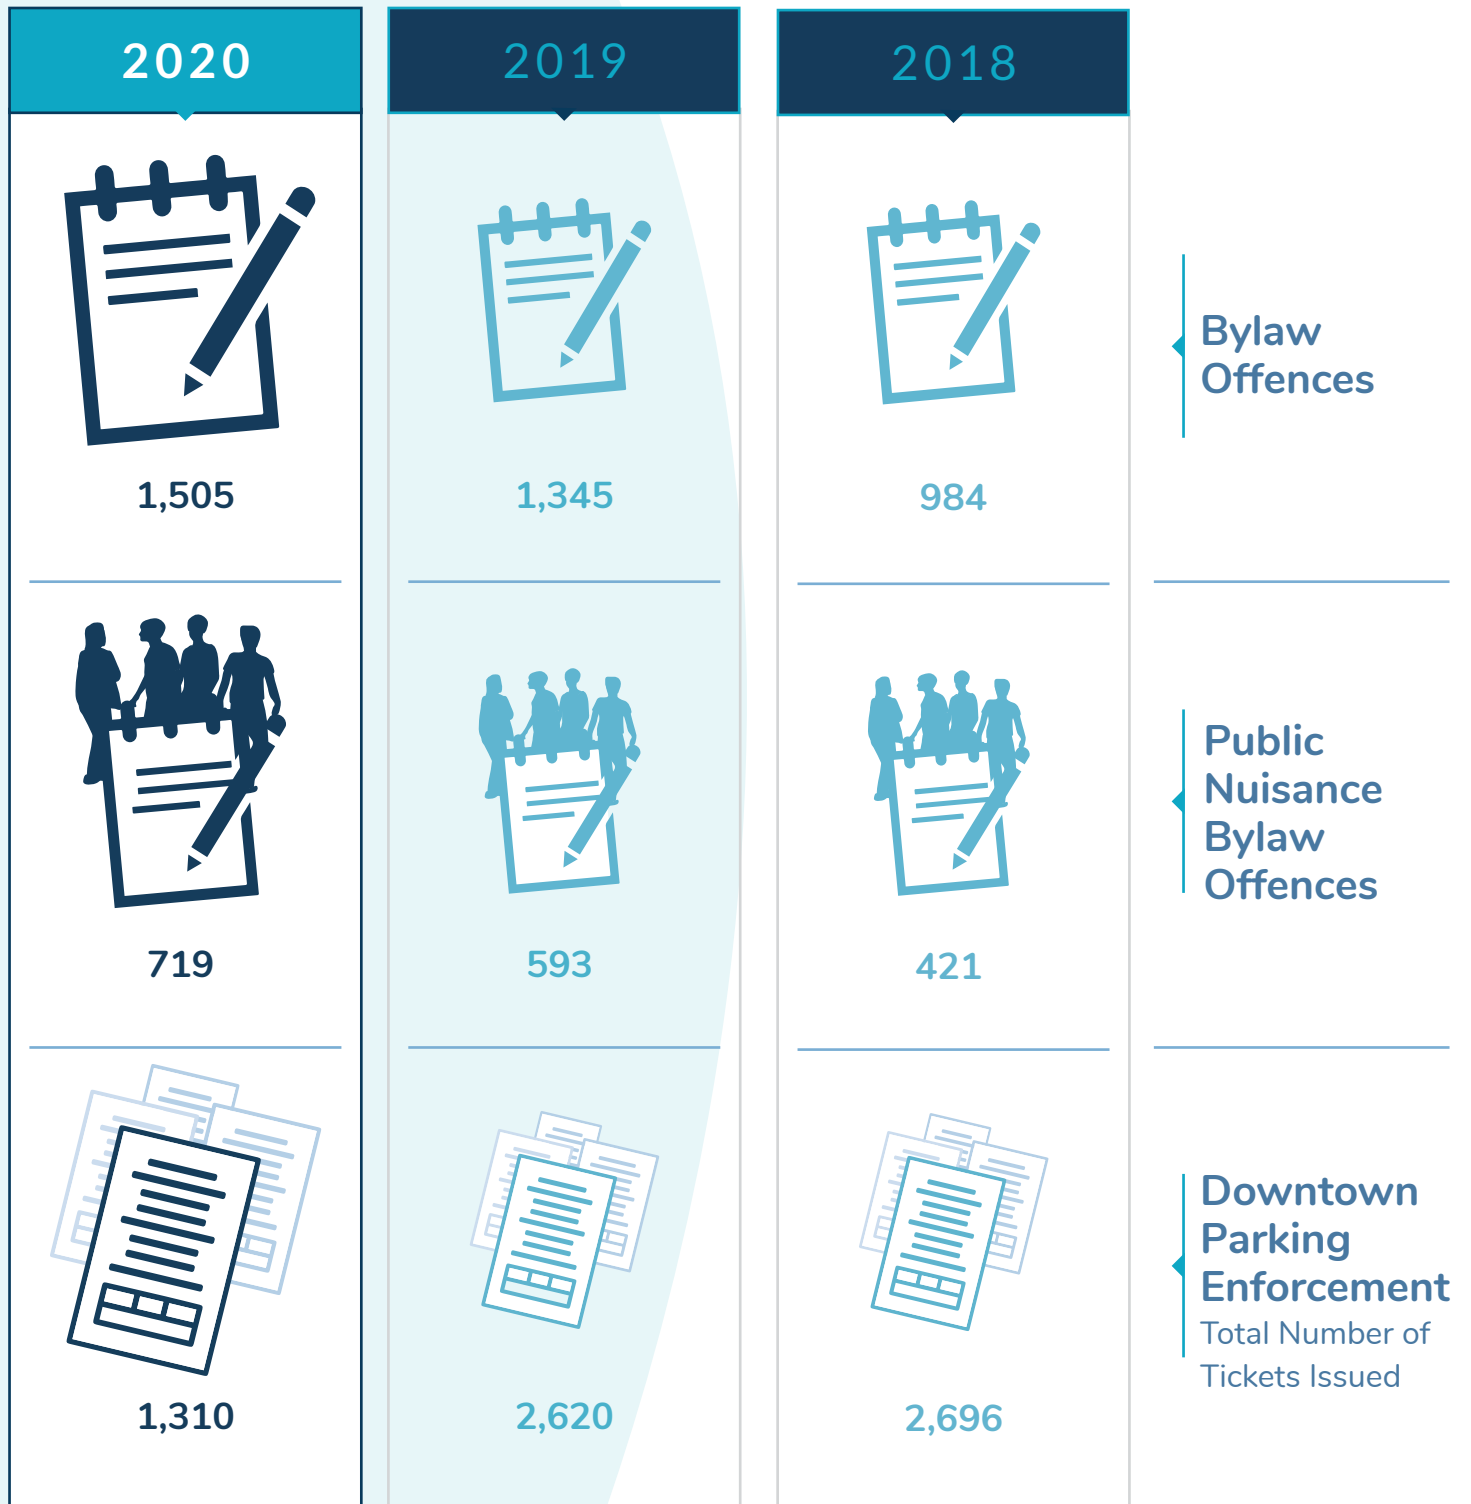 2020
2019
2018
1,505
1,345
984
Bylaw
Offences
719
593
421
Public
Nuisance
Bylaw
Offences
1,310
2,620
2,696
Downtown
Parking
Enforcement
Total Number of
Tickets Issued